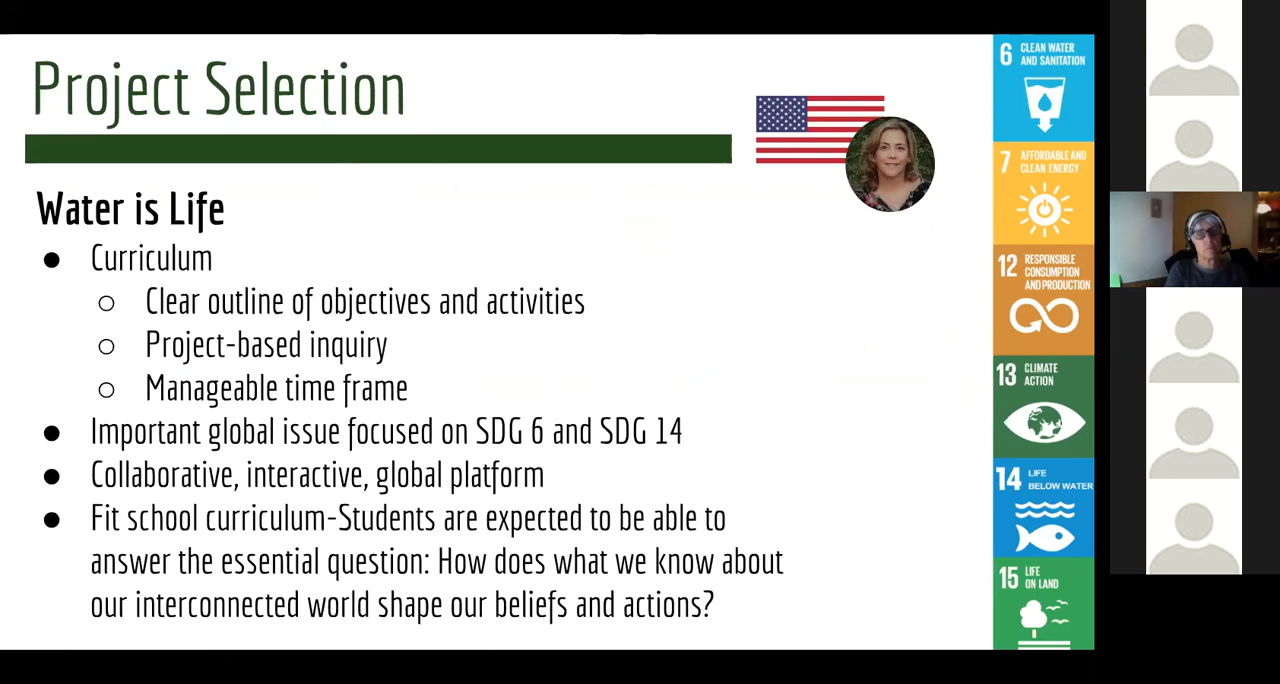 Project Selection
Water is Life
● Curriculum
○ Clear outline of objectives and activities
○ Project-based inquiry
○ Manageable time frame
● Important global issue focused on SDG 6 and SDG 14
● Collaborative, interactive, global platform
● Fit school curriculum-Students are expected to be able to
answer the essential question: How does what we know about
our interconnected world shape our beliefs and actions?
6 CLEAN WATER
AND SANITATION
7 AFFORDABLE AND
CLEAN ENERGY
12 RESPONSIBLE
CONSUMPTION
AND PRODUCTION
13 CLIMATE
ACTION
14 LIFE
BELOW WATER
15 LIFE
ON LAND